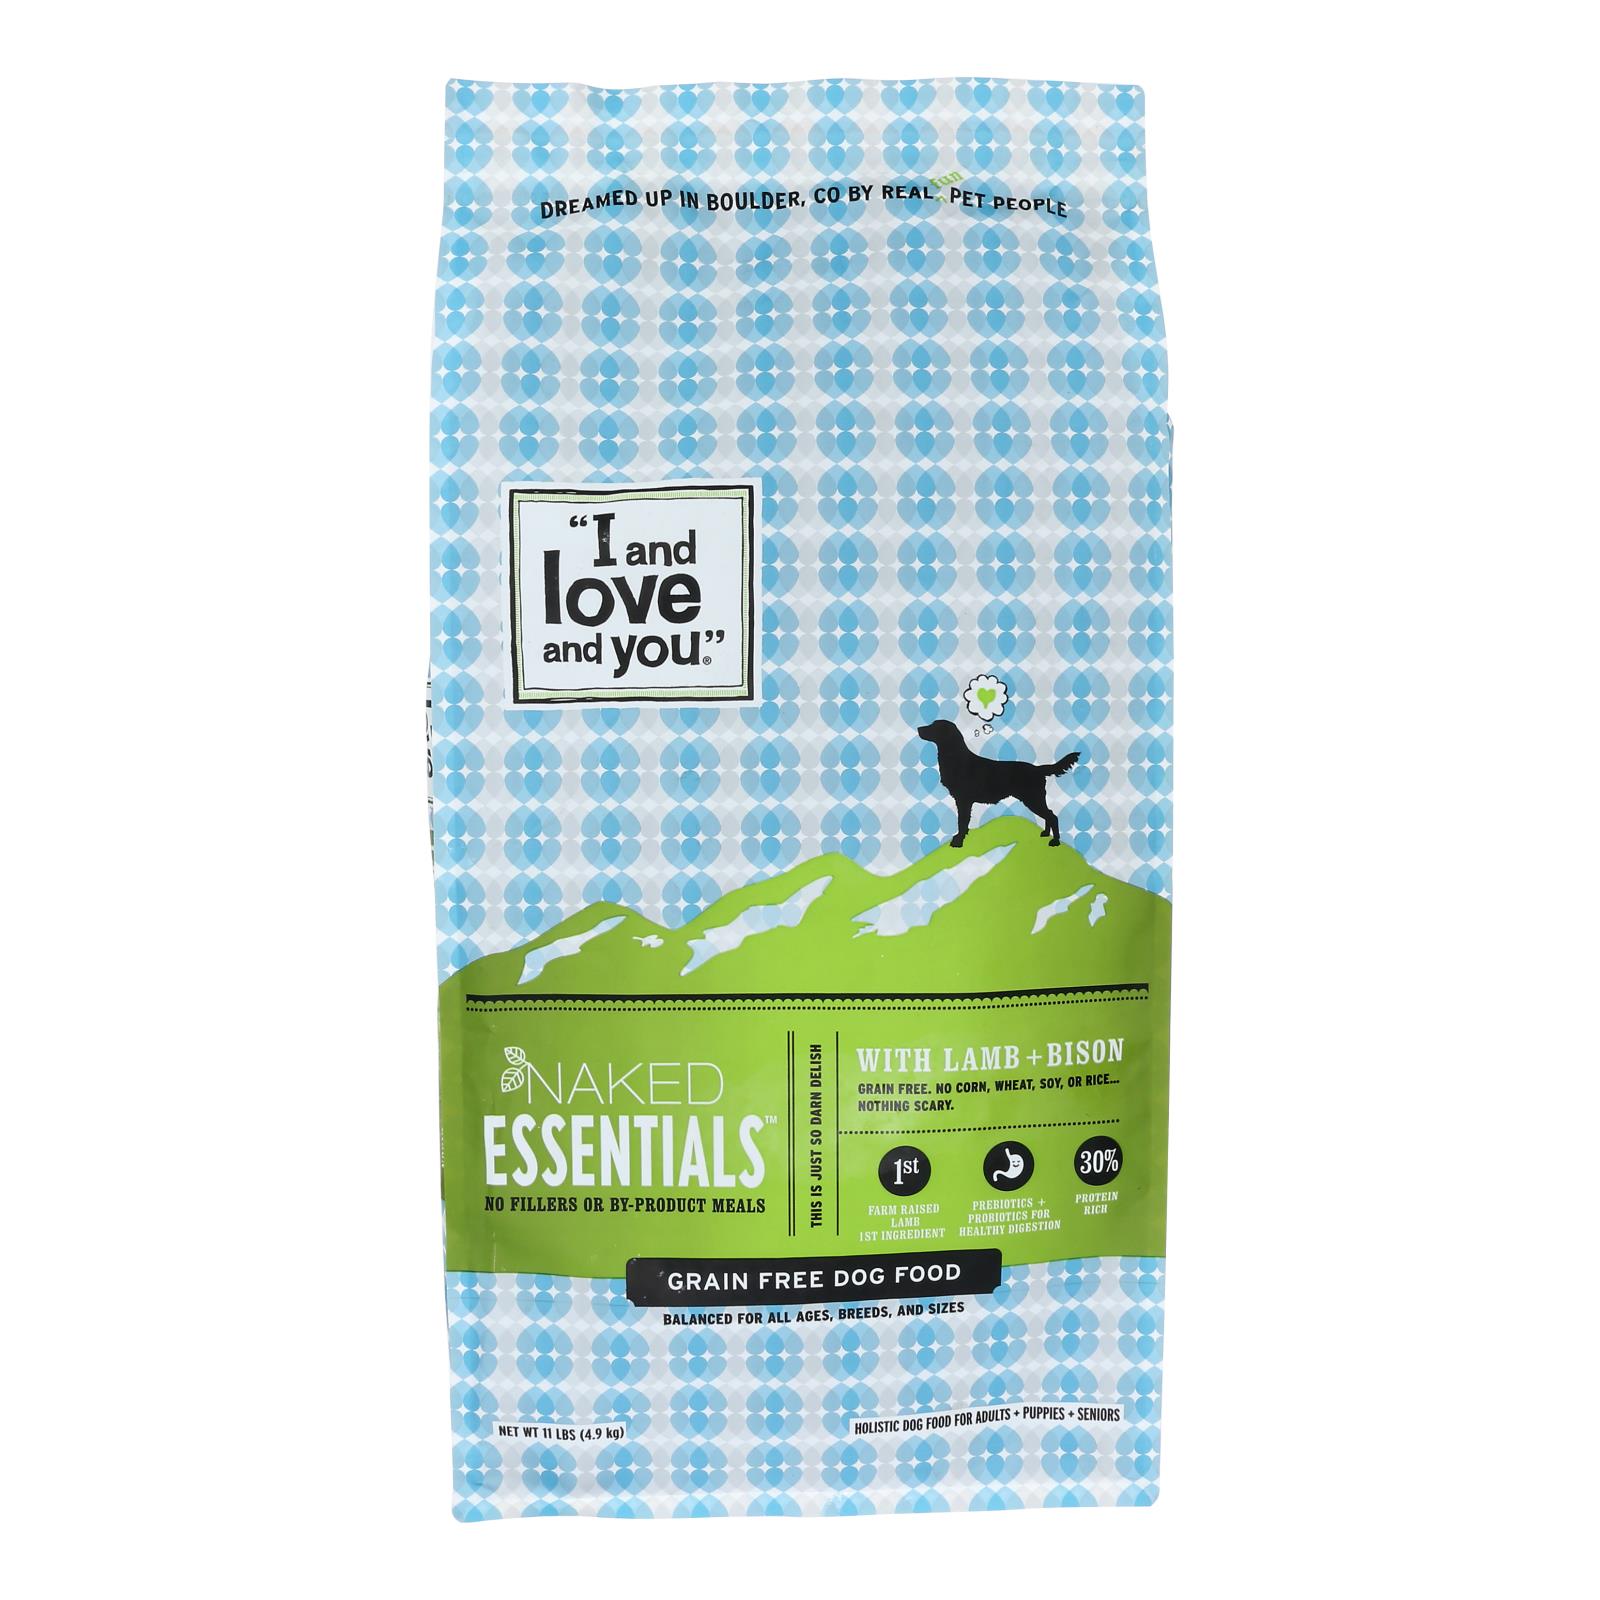 DREAMED UP IN BOULDER, CO BY REAL fun PET PEOPLE
“I and
love
and you.”®
NAKED
ESSENTIALS™
NO FILLERS OR BY-PRODUCT MEALS
THIS IS JUST SO DARN DELISH
WITH LAMB + BISON
GRAIN FREE. NO CORN, WHEAT, SOY, OR RICE...
NOTHING SCARY.
1st
FARM RAISED
LAMB
1ST INGREDIENT
PREBIOTICS +
PROBIOTICS FOR
HEALTHY DIGESTION
30%
PROTEIN
RICH
GRAIN FREE DOG FOOD
BALANCED FOR ALL AGES, BREEDS, AND SIZES
NET WT 11 LBS (4.9 kg)
HOLISTIC DOG FOOD FOR ADULTS + PUPPIES + SENIORS